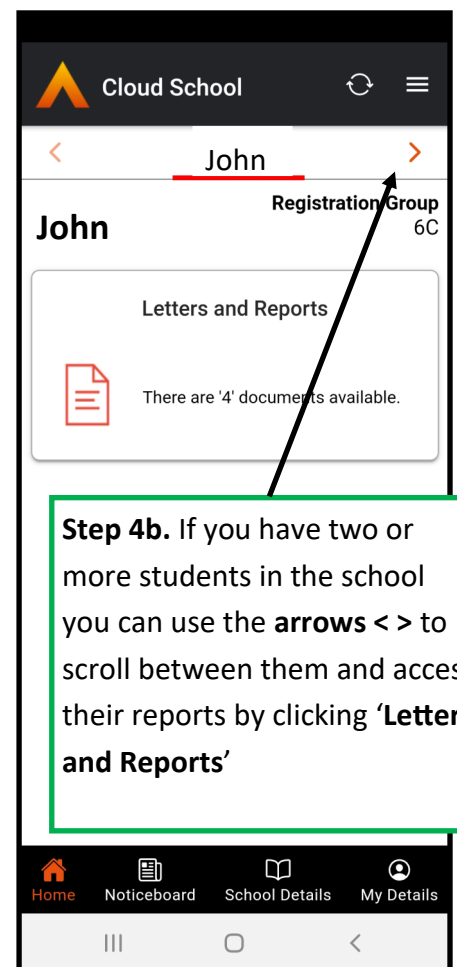 Cloud School
< John >
Registration Group
John 6C
Letters and Reports
There are '4' documents available.
Step 4b. If you have two or
more students in the school
you can use the arrows < > to
scroll between them and acces
their reports by clicking ‘Letter
and Reports’
Home Noticeboard School Details My Details